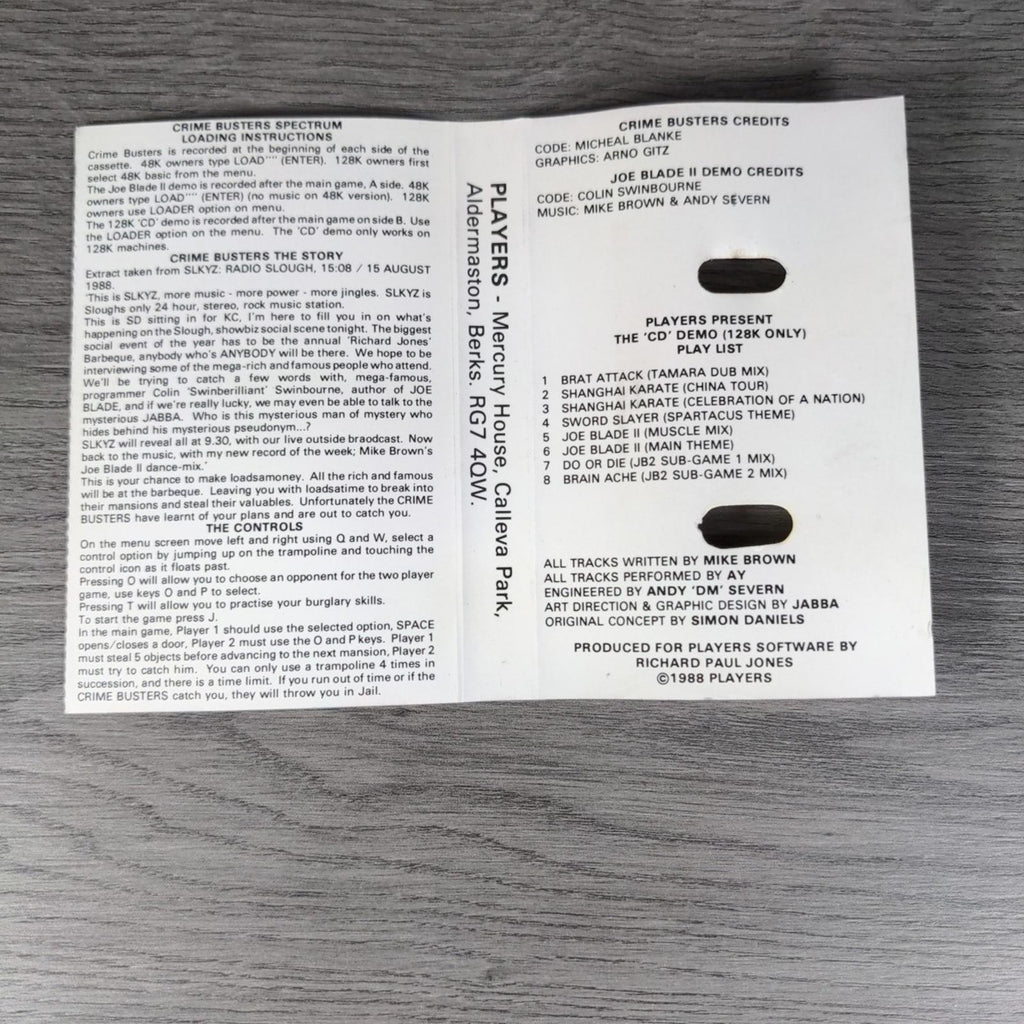 CRIME BUSTERS SPECTRUM
LOADING INSTRUCTIONS
Crime Busters is recorded at the beginning of each side of the
cassette. 48K owners type LOAD"" (ENTER). 128K owners first
select 48K basic from the menu.
The Joe Blade II demo is recorded after the main game, A side. 48K
owners type LOAD"" (ENTER) (no music on 48K version). 128K
owners use LOADER option on menu.
The 128K 'CD' demo is recorded after the main game on side B. Use
the LOADER option on the menu. The 'CD' demo only works on
128K machines.
CRIME BUSTERS THE STORY
Extract taken from SLKYZ: RADIO SLOUGH, 15:08 / 15 AUGUST
1988.
'This is SLKYZ, more music - more power - more jingles. SLKYZ is
Sloughs only 24 hour, stereo, rock music station.
This is SD sitting in for KC, I'm here to fill you in on what's
happening on the Slough, showbiz social scene tonight. The biggest
social event of the year has to be the annual 'Richard Jones'
Barbeque, anybody who's ANYBODY will be there. We hope to be
interviewing some of the mega-rich and famous people who attend.
We'll be trying to catch a few words with, mega-famous,
programmer Colin 'Swinberilliant' Swinbourne, author of JOE
BLADE, and if we're really lucky, we may even be able to talk to the
mysterious JABBA. Who is this mysterious man of mystery who
hides behind his mysterious pseudonym...?
SLKYZ will reveal all at 9.30, with our live outside braodcast. Now
back to the music, with my new record of the week; Mike Brown's
Joe Blade II dance-mix.'
This is your chance to make loadsamoney. All the rich and famous
will be at the barbeque. Leaving you with loadsatime to break into
their mansions and steal their valuables. Unfortunately the CRIME
BUSTERS have learnt of your plans and are out to catch you.
THE CONTROLS
On the menu screen move left and right using Q and W, select a
control option by jumping up on the trampoline and touching the
control icon as it floats past.
Pressing O will allow you to choose an opponent for the two player
game, use keys O and P to select.
Pressing T will allow you to practise your burglary skills.
To start the game press J.
In the main game, Player 1 should use the selected option, SPACE
opens/closes a door, Player 2 must use the O and P keys. Player 1
must steal 5 objects before advancing to the next mansion, Player 2
must try to catch him. You can only use a trampoline 4 times in
succession, and there is a time limit. If you run out of time or if the
CRIME BUSTERS catch you, they will throw you in Jail.
PLAYERS - Mercury House, Calleva Park,
Aldermaston, Berks. RG7 4QW.
CRIME BUSTERS CREDITS
CODE: MICHEAL BLANKE
GRAPHICS: ARNO GITZ
JOE BLADE II DEMO CREDITS
CODE: COLIN SWINBOURNE
MUSIC: MIKE BROWN & ANDY SEVERN
PLAYERS PRESENT
THE 'CD' DEMO (128K ONLY)
PLAY LIST
1 BRAT ATTACK (TAMARA DUB MIX)
2 SHANGHAI KARATE (CHINA TOUR)
3 SHANGHAI KARATE (CELEBRATION OF A NATION)
4 SWORD SLAYER (SPARTACUS THEME)
5 JOE BLADE II (MUSCLE MIX)
6 JOE BLADE II (MAIN THEME)
7 DO OR DIE (JB2 SUB-GAME 1 MIX)
8 BRAIN ACHE (JB2 SUB-GAME 2 MIX)
ALL TRACKS WRITTEN BY MIKE BROWN
ALL TRACKS PERFORMED BY AY
ENGINEERED BY ANDY 'DM' SEVERN
ART DIRECTION & GRAPHIC DESIGN BY JABBA
ORIGINAL CONCEPT BY SIMON DANIELS
PRODUCED FOR PLAYERS SOFTWARE BY
RICHARD PAUL JONES
©1988 PLAYERS